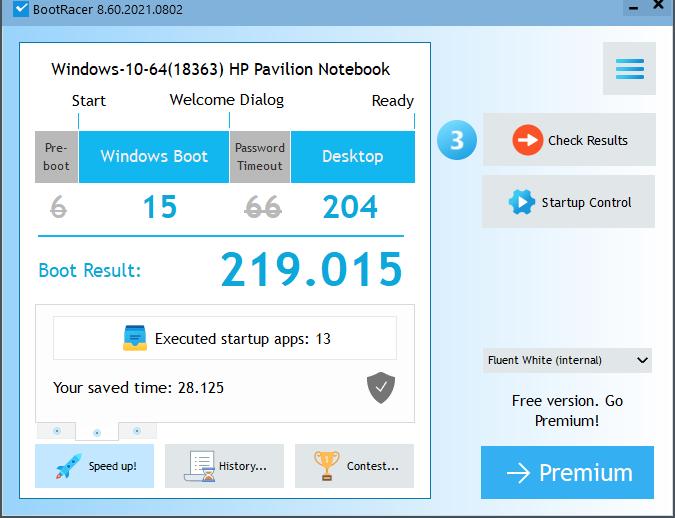 BootRacer 8.60.2021.0802
Windows-10-64(18363) HP Pavilion Notebook
Start
Welcome Dialog
Ready
Pre-
boot
Windows Boot
Password
Timeout
Desktop
6
15
66
204
Boot Result:
219.015
Executed startup apps: 13
Your saved time: 28.125
Speed up!
History...
Contest...
3
Check Results
Startup Control
Fluent White (internal)
Free version. Go
Premium!
Premium